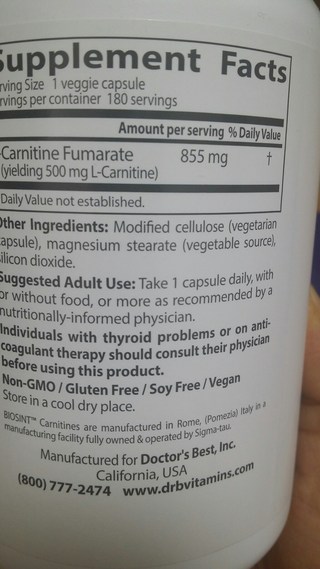 Supplement Facts
rving Size 1 veggie capsule
rvings per container 180 servings
Amount per serving % Daily Value
-Carnitine Fumarate 855 mg †
(yielding 500 mg L-Carnitine)
Daily Value not established.
Other Ingredients: Modified cellulose (vegetarian
capsule), magnesium stearate (vegetable source),
silicon dioxide.
Suggested Adult Use: Take 1 capsule daily, with
or without food, or more as recommended by a
nutritionally-informed physician.
Individuals with thyroid problems or on anti-
coagulant therapy should consult their physician
before using this product.
Non-GMO / Gluten Free / Soy Free / Vegan
Store in a cool dry place.
BIOSINT™ Carnitines are manufactured in Rome, (Pomezia) Italy in a
manufacturing facility fully owned & operated by Sigma-tau.
Manufactured for Doctor's Best, Inc.
California, USA
(800) 777-2474 www.drbvitamins.com